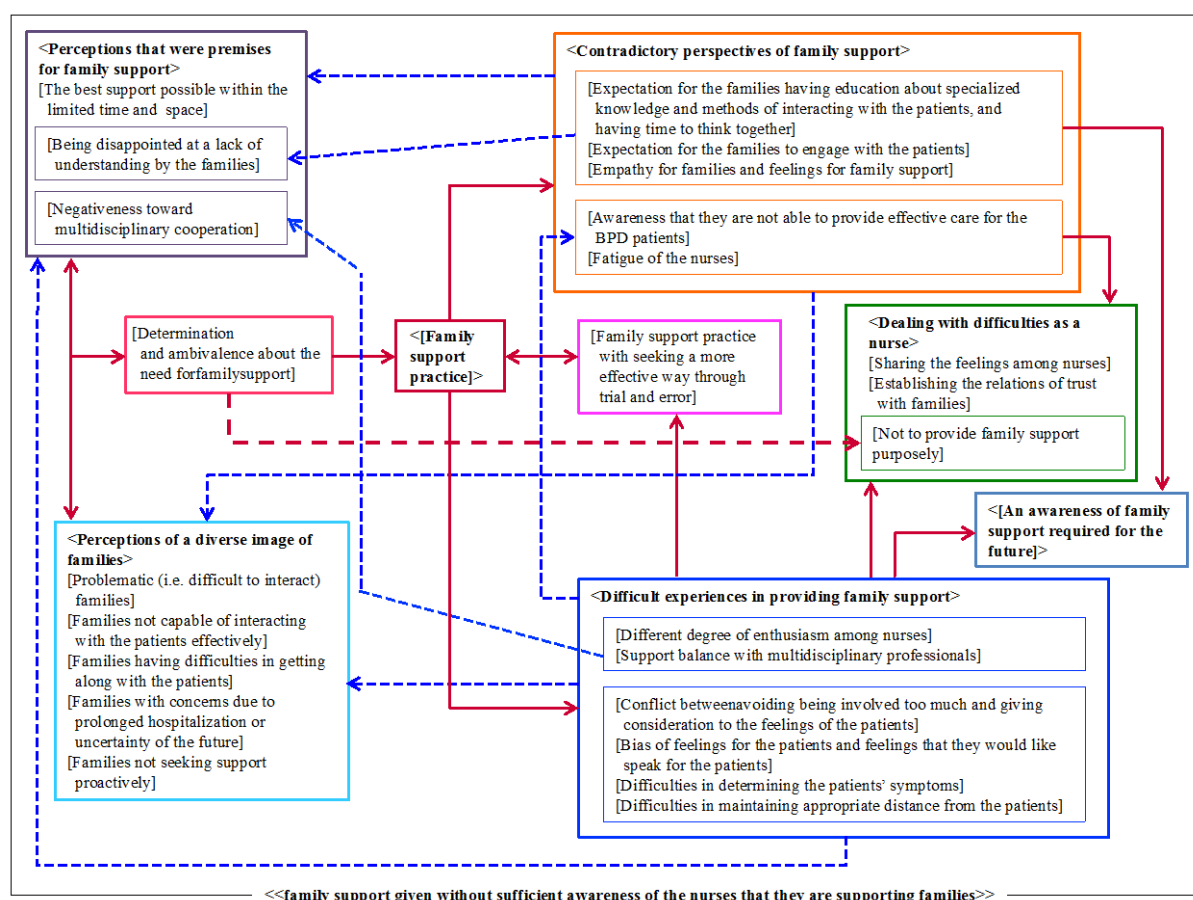 <Perceptions that were premises
for family support>
[The best support possible within the
limited time and space]
[Being disappointed at a lack of
understanding by the families]
[Negativeness toward
multidisciplinary cooperation]
<Contradictory perspectives of family support>
[Expectation for the families having education about specialized
knowledge and methods of interacting with the patients, and
having time to think together]
[Expectation for the families to engage with the patients]
[Empathy for families and feelings for family support]
[Awareness that they are not able to provide effective care for the
BPD patients]
[Fatigue of the nurses]
[Determination
and ambivalence about the
need forfamilysupport]
<[Family
support
practice]>
[Family support practice
with seeking a more
effective way through
trial and error]
<Dealing with difficulties as a
nurse>
[Sharing the feelings among nurses]
[Establishing the relations of trust
with families]
[Not to provide family support
purposely]
<[An awareness of family
support required for the
future]>
<Perceptions of a diverse image of
families>
[Problematic (i.e. difficult to interact)
families]
[Families not capable of interacting
with the patients effectively]
[Families having difficulties in getting
along with the patients]
[Families with concerns due to
prolonged hospitalization or
uncertainty of the future]
[Families not seeking support
proactively]
<Difficult experiences in providing family support>
[Different degree of enthusiasm among nurses]
[Support balance with multidisciplinary professionals]
[Conflict betweenavoiding being involved too much and giving
consideration to the feelings of the patients]
[Bias of feelings for the patients and feelings that they would like
speak for the patients]
[Difficulties in determining the patients’ symptoms]
[Difficulties in maintaining appropriate distance from the patients]
<<family support given without sufficient awareness of the nurses that they are supporting families>>